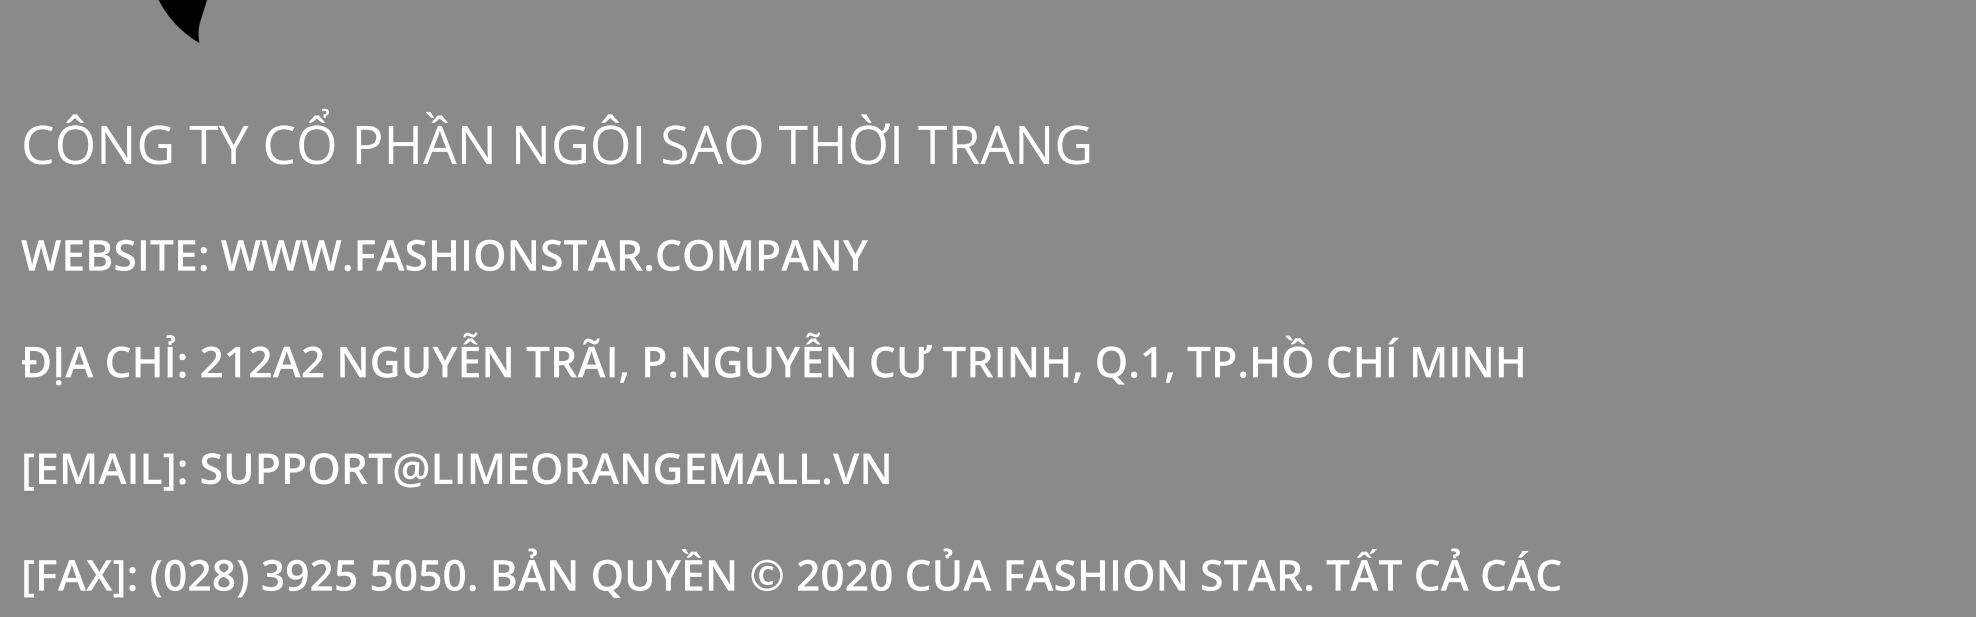 CÔNG TY CỔ PHẦN NGÔI SAO THỜI TRANG
WEBSITE: WWW.FASHIONSTAR.COMPANY
ĐỊA CHỈ: 212A2 NGUYỄN TRÃI, P.NGUYỄN CƯ TRINH, Q.1, TP.HỒ CHÍ MINH
[EMAIL]: SUPPORT@LIMEORANGEMALL.VN
[FAX]: (028) 3925 5050. BẢN QUYỀN © 2020 CỦA FASHION STAR. TẤT CẢ CÁC